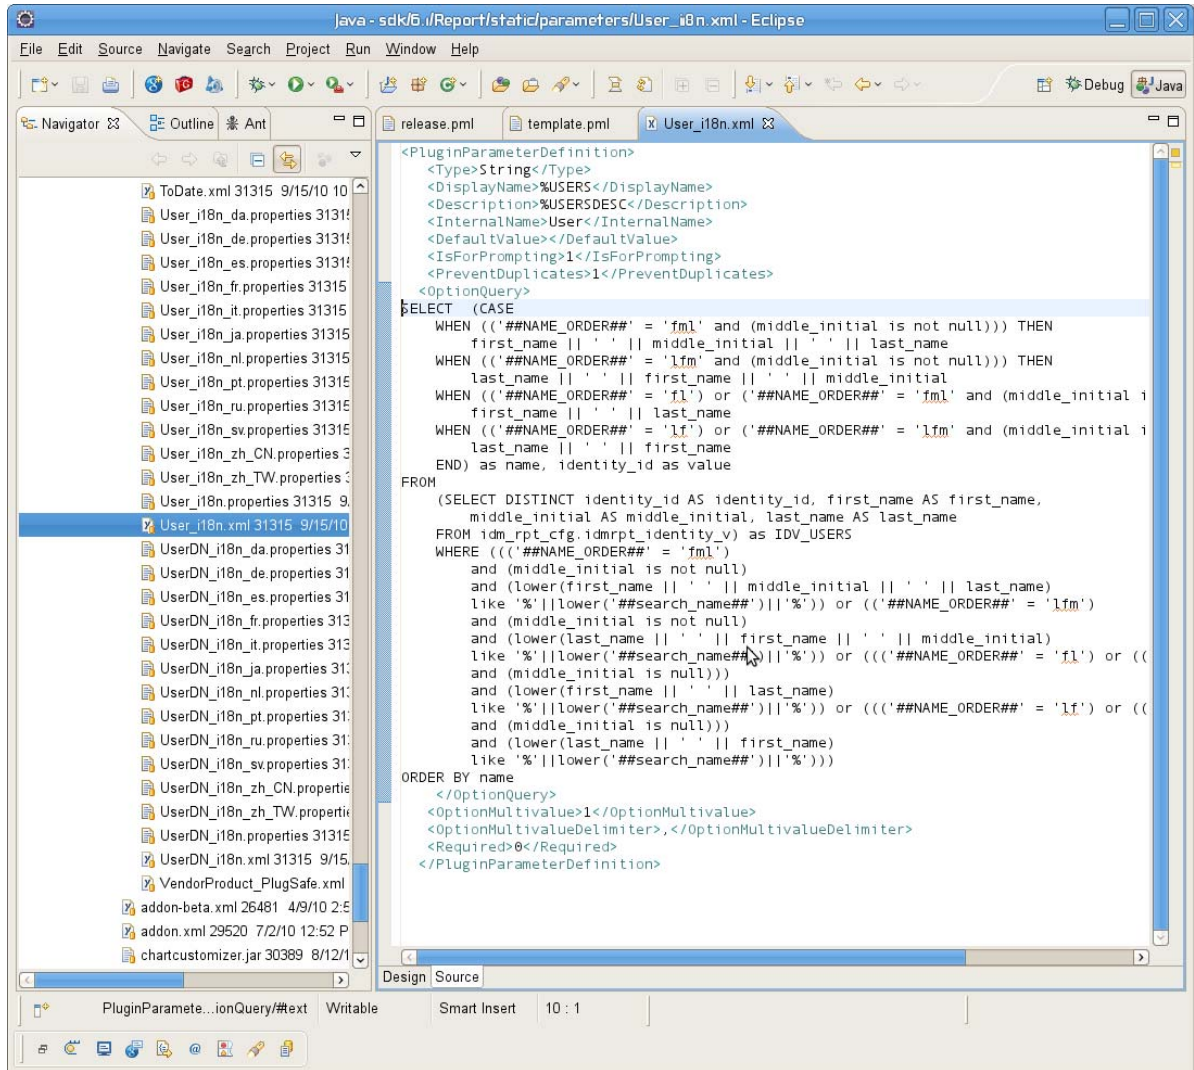 Java - sdk/6.1/Report/static/parameters/User_i18n.xml - Eclipse
File Edit Source Navigate Search Project Run Window Help
Debug Java
Navigator Outline Ant
release.pml template.pml User_i18n.xml
ToDate.xml 31315 9/15/10 10
User_i18n_da.properties 3131
User_i18n_de.properties 3131
User_i18n_es.properties 3131
User_i18n_fr.properties 31315
User_i18n_it.properties 31315
User_i18n_ja.properties 31315
User_i18n_nl.properties 31315
User_i18n_pt.properties 31315
User_i18n_ru.properties 31315
User_i18n_sv.properties 31315
User_i18n_zh_CN.properties 3
User_i18n_zh_TW.properties
User_i18n.properties 31315 9
User_i18n.xml 31315 9/15/10
UserDN_i18n_da.properties 31
UserDN_i18n_de.properties 31
UserDN_i18n_es.properties 31
UserDN_i18n_fr.properties 313
UserDN_i18n_it.properties 313
UserDN_i18n_ja.properties 31
UserDN_i18n_nl.properties 31
UserDN_i18n_pt.properties 31
UserDN_i18n_ru.properties 31
UserDN_i18n_sv.properties 31
UserDN_i18n_zh_CN.propertie
UserDN_i18n_zh_TW.properti
UserDN_i18n.properties 31315
UserDN_i18n.xml 31315 9/15
VendorProduct_PlugSafe.xml
addon-beta.xml 26481 4/9/10 2:5
addon.xml 29520 7/2/10 12:52 P
chartcustomizer.jar 30389 8/12/1
<PluginParameterDefinition>
<Type>String</Type>
<DisplayName>%USERS</DisplayName>
<Description>%USERSDESC</Description>
<InternalName>User</InternalName>
<DefaultValue></DefaultValue>
<IsForPrompting>1</IsForPrompting>
<PreventDuplicates>1</PreventDuplicates>
<OptionQuery>
SELECT (CASE
WHEN (('##NAME_ORDER##' = 'fml' and (middle_initial is not null))) THEN
first_name || ' ' || middle_initial || ' ' || last_name
WHEN (('##NAME_ORDER##' = 'lfm' and (middle_initial is not null))) THEN
last_name || ' ' || first_name || ' ' || middle_initial
WHEN (('##NAME_ORDER##' = 'fl') or ('##NAME_ORDER##' = 'fml' and (middle_initial i
first_name || ' ' || last_name
WHEN (('##NAME_ORDER##' = 'lf') or ('##NAME_ORDER##' = 'lfm' and (middle_initial i
last_name || ' ' || first_name
END) as name, identity_id as value
FROM
(SELECT DISTINCT identity_id AS identity_id, first_name AS first_name,
middle_initial AS middle_initial, last_name AS last_name
FROM idm_rpt_cfg.idmrpt_identity_v) as IDV_USERS
WHERE ((('##NAME_ORDER##' = 'fml')
and (middle_initial is not null)
and (lower(first_name || ' ' || middle_initial || ' ' || last_name)
like '%'||lower('##search_name##')||'%')) or (('##NAME_ORDER##' = 'lfm')
and (middle_initial is not null)
and (lower(last_name || ' ' || first_name || ' ' || middle_initial)
like '%'||lower('##search_name##')||'%')) or ((('##NAME_ORDER##' = 'fl') or ((
and (middle_initial is null)))
and (lower(first_name || ' ' || last_name)
like '%'||lower('##search_name##')||'%')) or ((('##NAME_ORDER##' = 'lf') or ((
and (middle_initial is null)))
and (lower(last_name || ' ' || first_name)
like '%'||lower('##search_name##')||'%')))
ORDER BY name
</OptionQuery>
<OptionMultivalue>1</OptionMultivalue>
<OptionMultivalueDelimiter>,</OptionMultivalueDelimiter>
<Required>0</Required>
</PluginParameterDefinition>
Design Source
PluginParamete...ionQuery/#text Writable Smart Insert 10 : 1